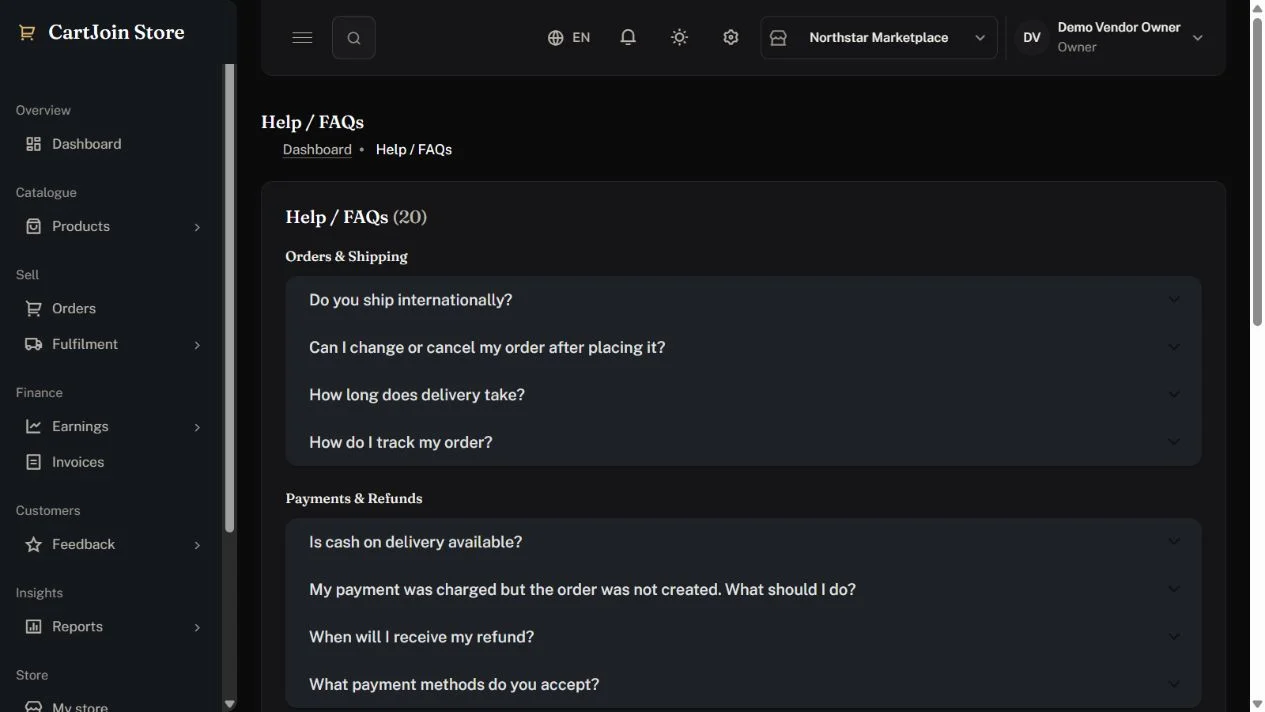 CartJoin Store
Overview
Dashboard
Catalogue
Products
Sell
Orders
Fulfilment
Finance
Earnings
Invoices
Customers
Feedback
Insights
Reports
Store
My store
EN
Northstar Marketplace
DV
Demo Vendor Owner
Owner
Help / FAQs
Dashboard • Help / FAQs
Help / FAQs (20)
Orders & Shipping
Do you ship internationally?
Can I change or cancel my order after placing it?
How long does delivery take?
How do I track my order?
Payments & Refunds
Is cash on delivery available?
My payment was charged but the order was not created. What should I do?
When will I receive my refund?
What payment methods do you accept?